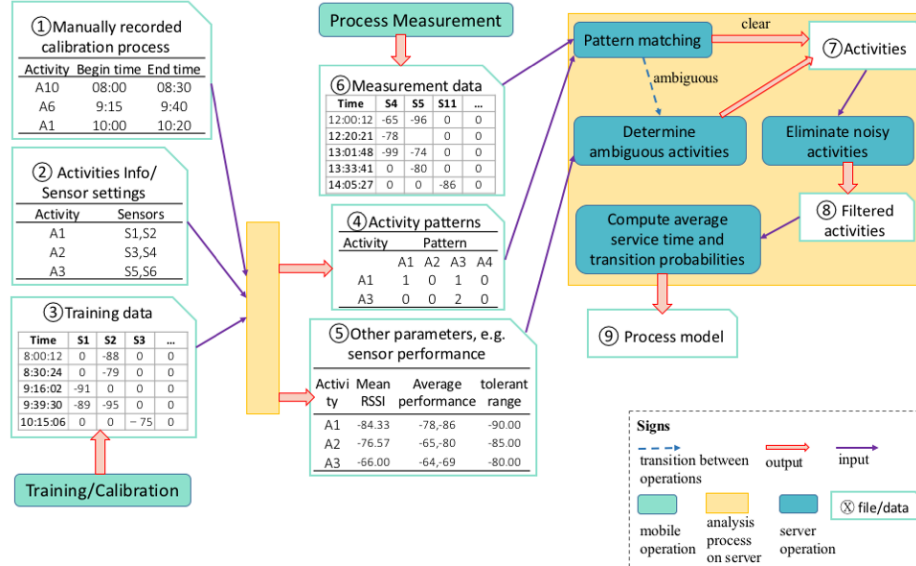 ① Manually recorded
calibration process
Activity Begin time End time
A10 08:00 08:30
A6 9:15 9:40
A1 10:00 10:20
② Activities Info/
Sensor settings
Activity Sensors
A1 S1,S2
A2 S3,S4
A3 S5,S6
③ Training data
Time S1 S2 S3 ...
8:00:12 0 -88 0 0
8:30:24 0 -79 0 0
9:16:02 -91 0 0 0
9:39:30 -89 -95 0 0
10:15:06 0 0 – 75 0
Training/Calibration
Process Measurement
⑥ Measurement data
Time S4 S5 S11 ...
12:00:12 -65 -96 0 0
12:20:21 -78 0 0
13:01:48 -99 -74 0 0
13:33:41 0 -80 0 0
14:05:27 0 0 -86 0
④ Activity patterns
Activity Pattern
A1 A2 A3 A4
A1 1 0 1 0
A3 0 0 2 0
⑤ Other parameters, e.g.
sensor performance
Activi Mean Average tolerant
ty RSSI performance range
A1 -84.33 -78,-86 -90.00
A2 -76.57 -65,-80 -85.00
A3 -66.00 -64,-69 -80.00
Pattern matching
clear
⑦ Activities
ambiguous
Determine
ambiguous activities
Eliminate noisy
activities
⑧ Filtered
activities
Compute average
service time and
transition probabilities
⑨ Process model
Signs
transition between
operations
output
input
mobile
operation
analysis
process
on server
server
operation
Ⓧ file/data